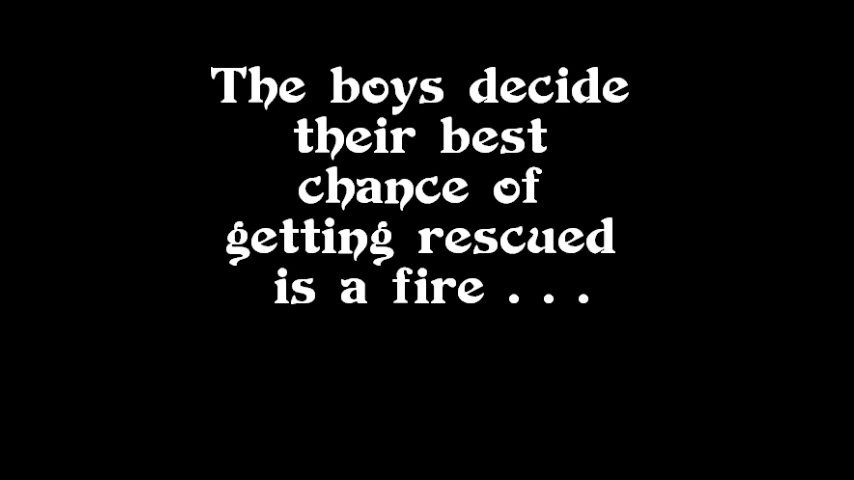 The boys decide
their best
chance of
getting rescued
is a fire . . .